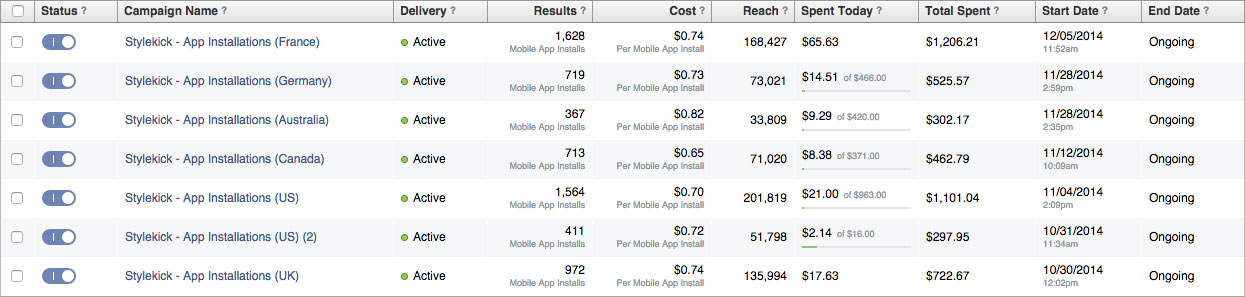 Status ? Campaign Name ? Delivery ? Results ? Cost ? Reach ? Spent Today ? Total Spent ? Start Date ? End Date ?
Stylekick - App Installations (France) Active 1,628 $0.74 168,427 $65.63 $1,206.21 12/05/2014 Ongoing
Mobile App Installs Per Mobile App Install 11:52am
Stylekick - App Installations (Germany) Active 719 $0.73 73,021 $14.51 of $466.00 $525.57 11/28/2014 Ongoing
Mobile App Installs Per Mobile App Install 2:59pm
Stylekick - App Installations (Australia) Active 367 $0.82 33,809 $9.29 of $420.00 $302.17 11/28/2014 Ongoing
Mobile App Installs Per Mobile App Install 2:35pm
Stylekick - App Installations (Canada) Active 713 $0.65 71,020 $8.38 of $371.00 $462.79 11/12/2014 Ongoing
Mobile App Installs Per Mobile App Install 10:09am
Stylekick - App Installations (US) Active 1,564 $0.70 201,819 $21.00 of $963.00 $1,101.04 11/04/2014 Ongoing
Mobile App Installs Per Mobile App Install 2:09pm
Stylekick - App Installations (US) (2) Active 411 $0.72 51,798 $2.14 of $16.00 $297.95 10/31/2014 Ongoing
Mobile App Installs Per Mobile App Install 11:34am
Stylekick - App Installations (UK) Active 972 $0.74 135,994 $17.63 $722.67 10/30/2014 Ongoing
Mobile App Installs Per Mobile App Install 12:02pm